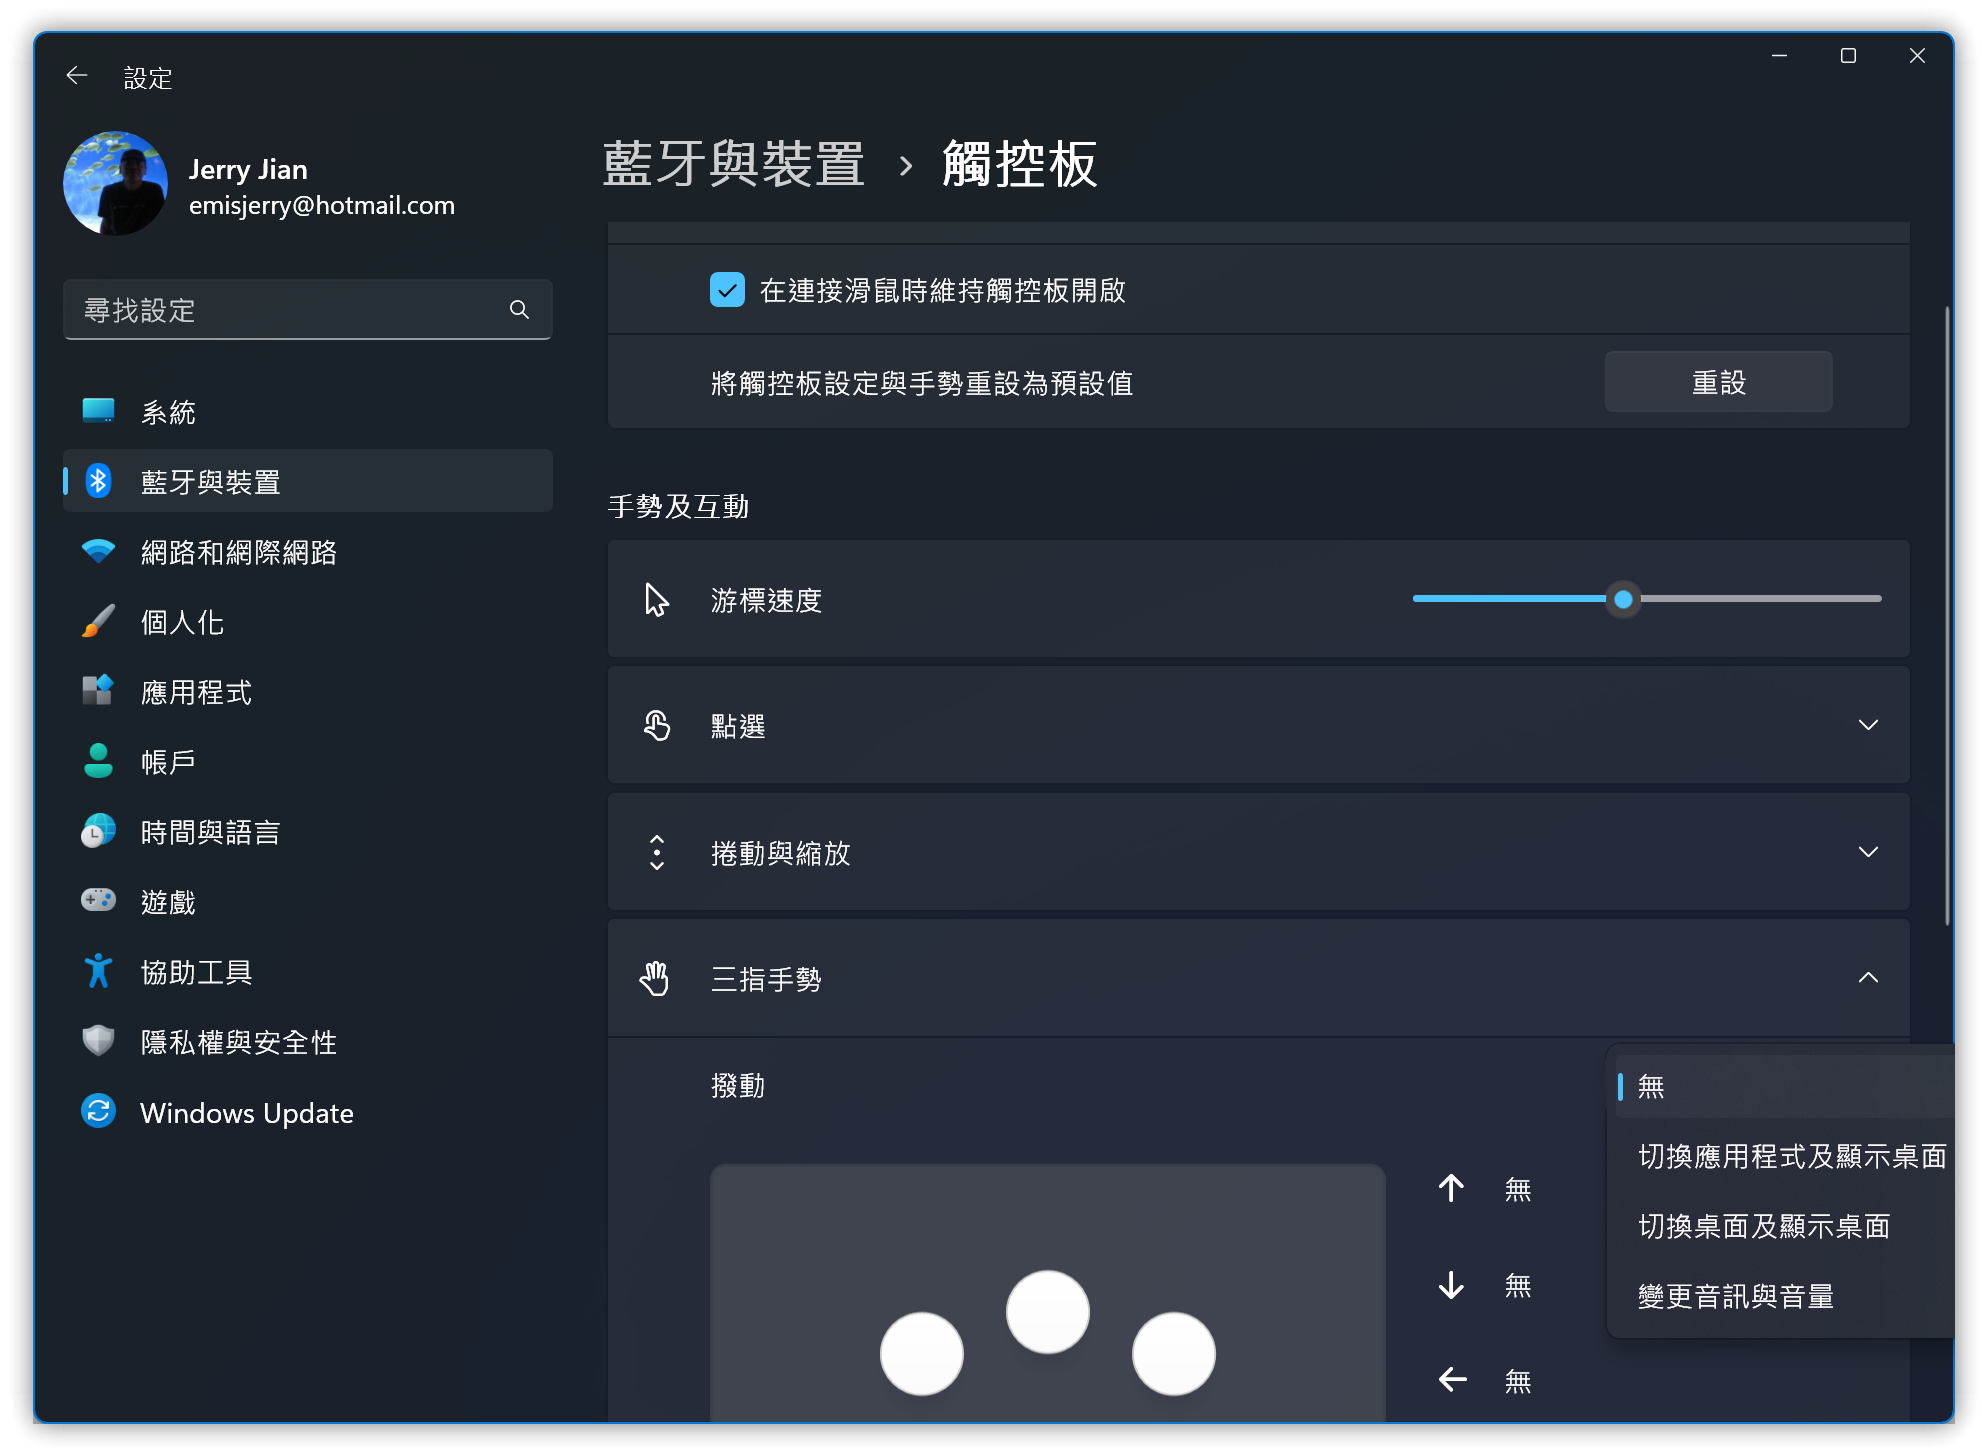 設定
Jerry Jian
emisjerry@hotmail.com
尋找設定
系統
藍牙與裝置
網路和網際網路
個人化
應用程式
帳戶
時間與語言
遊戲
協助工具
隱私權與安全性
Windows Update
藍牙與裝置 › 觸控板
在連接滑鼠時維持觸控板開啟
將觸控板設定與手勢重設為預設值
重設
手勢及互動
游標速度
點選
捲動與縮放
三指手勢
撥動
無
切換應用程式及顯示桌面
切換桌面及顯示桌面
變更音訊與音量
↑ 無
↓ 無
← 無